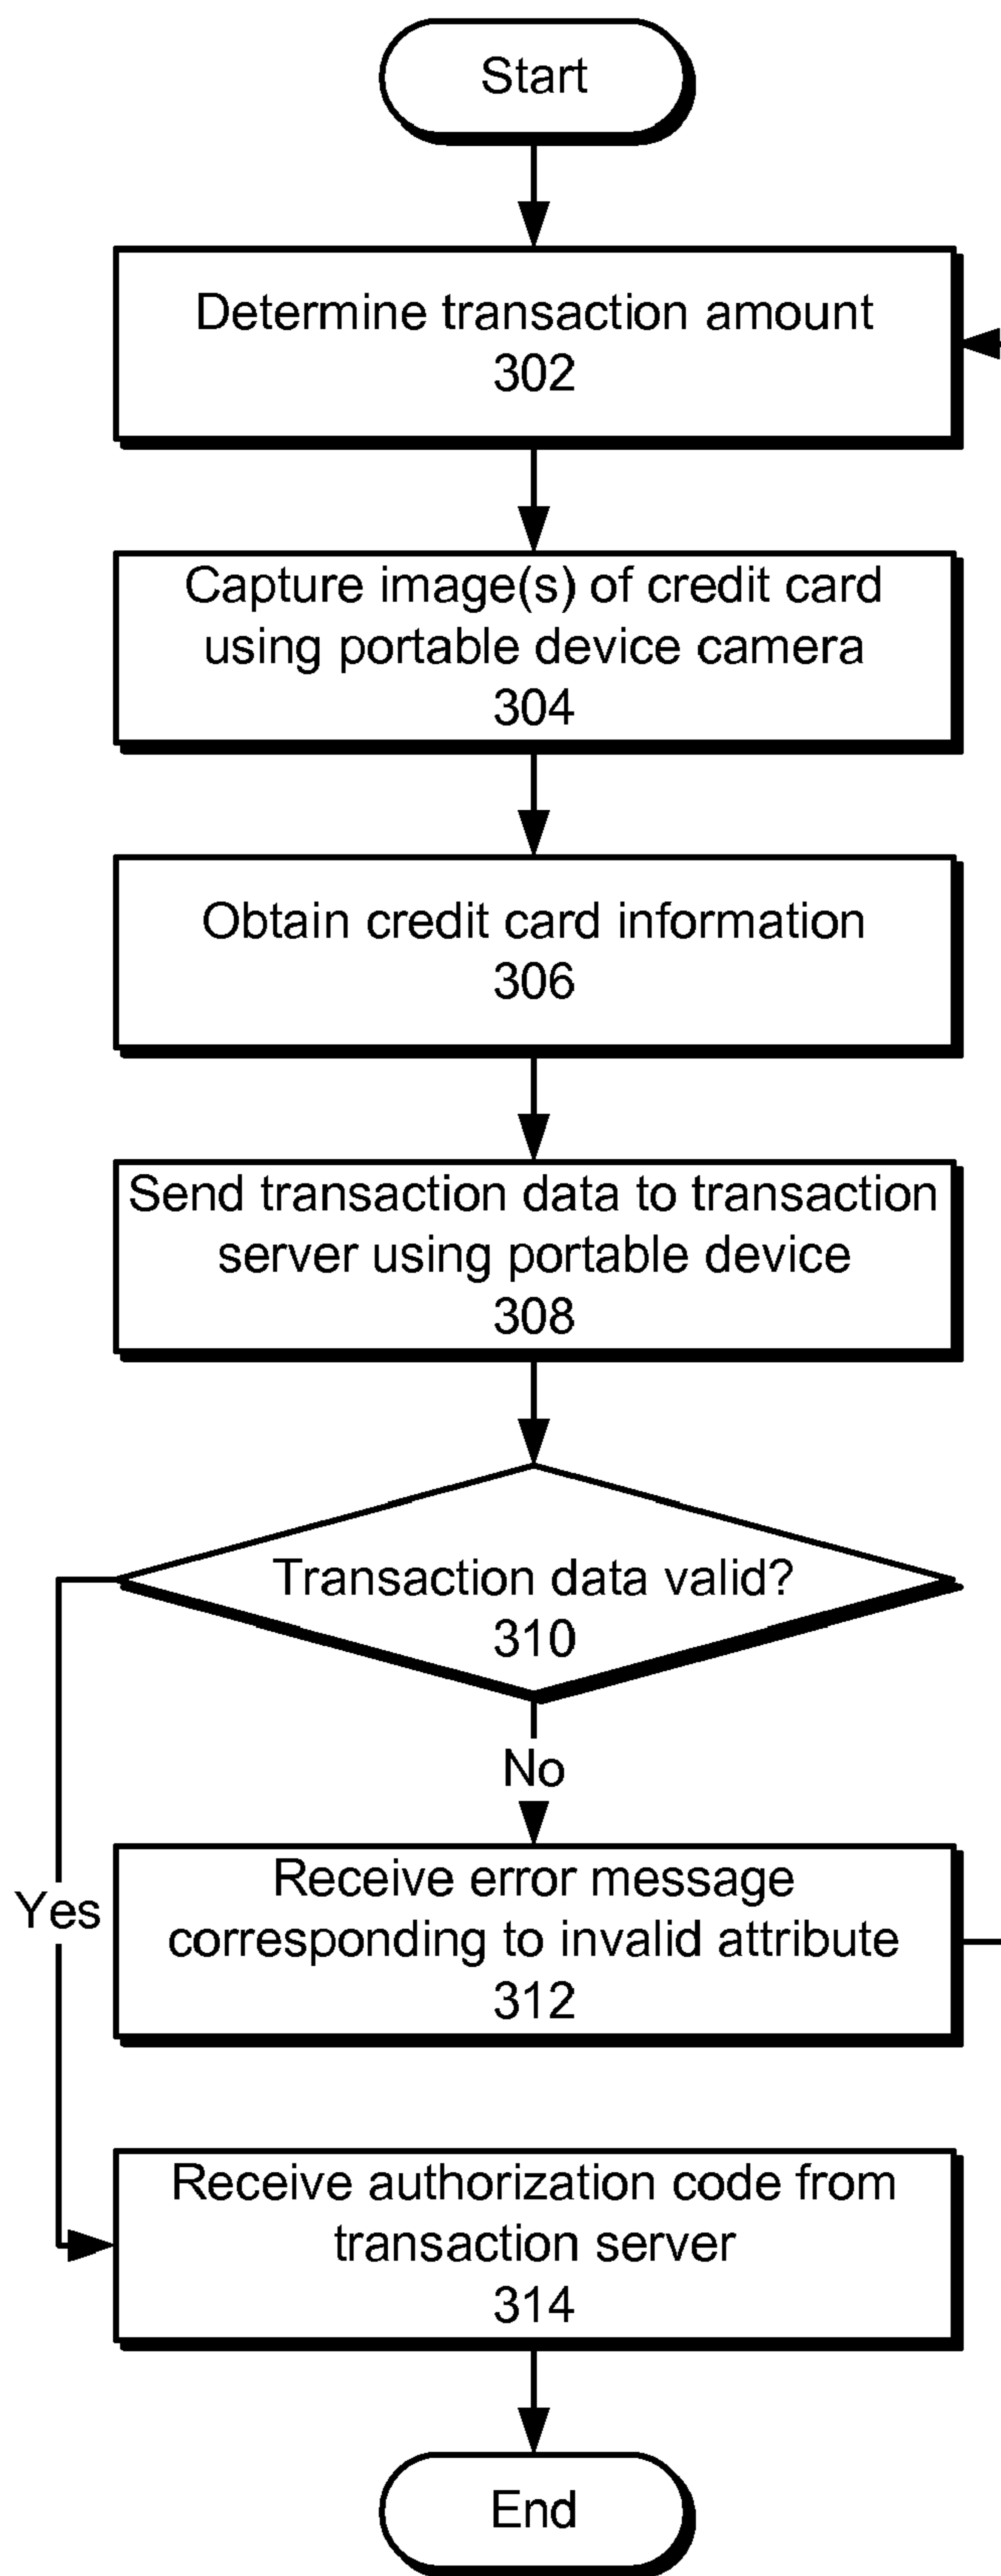 Start
Determine transaction amount
302
Capture image(s) of credit card
using portable device camera
304
Obtain credit card information
306
Send transaction data to transaction
server using portable device
308
Transaction data valid?
310
No
Receive error message
corresponding to invalid attribute
312
Yes
Receive authorization code from
transaction server
314
End